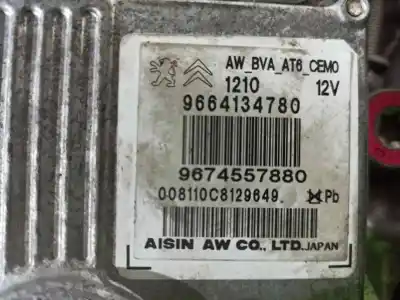 AW_BVA_AT6_CEMO
1210 12V
9664134780
9674557880
008110C8129649. Pb
AISIN AW CO., LTD.JAPAN